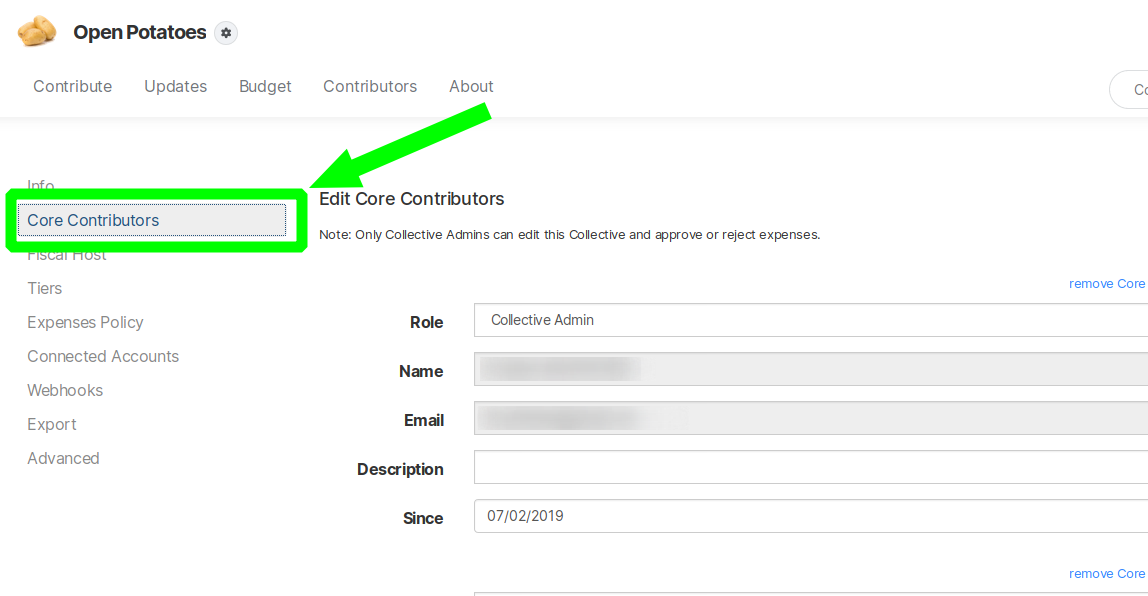 Open Potatoes
Contribute Updates Budget Contributors About
Co
Info
Core Contributors
Fiscal Host
Tiers
Expenses Policy
Connected Accounts
Webhooks
Export
Advanced
Edit Core Contributors
Note: Only Collective Admins can edit this Collective and approve or reject expenses.
remove Core
Role Collective Admin
Name
Email
Description
Since 07/02/2019
remove Core